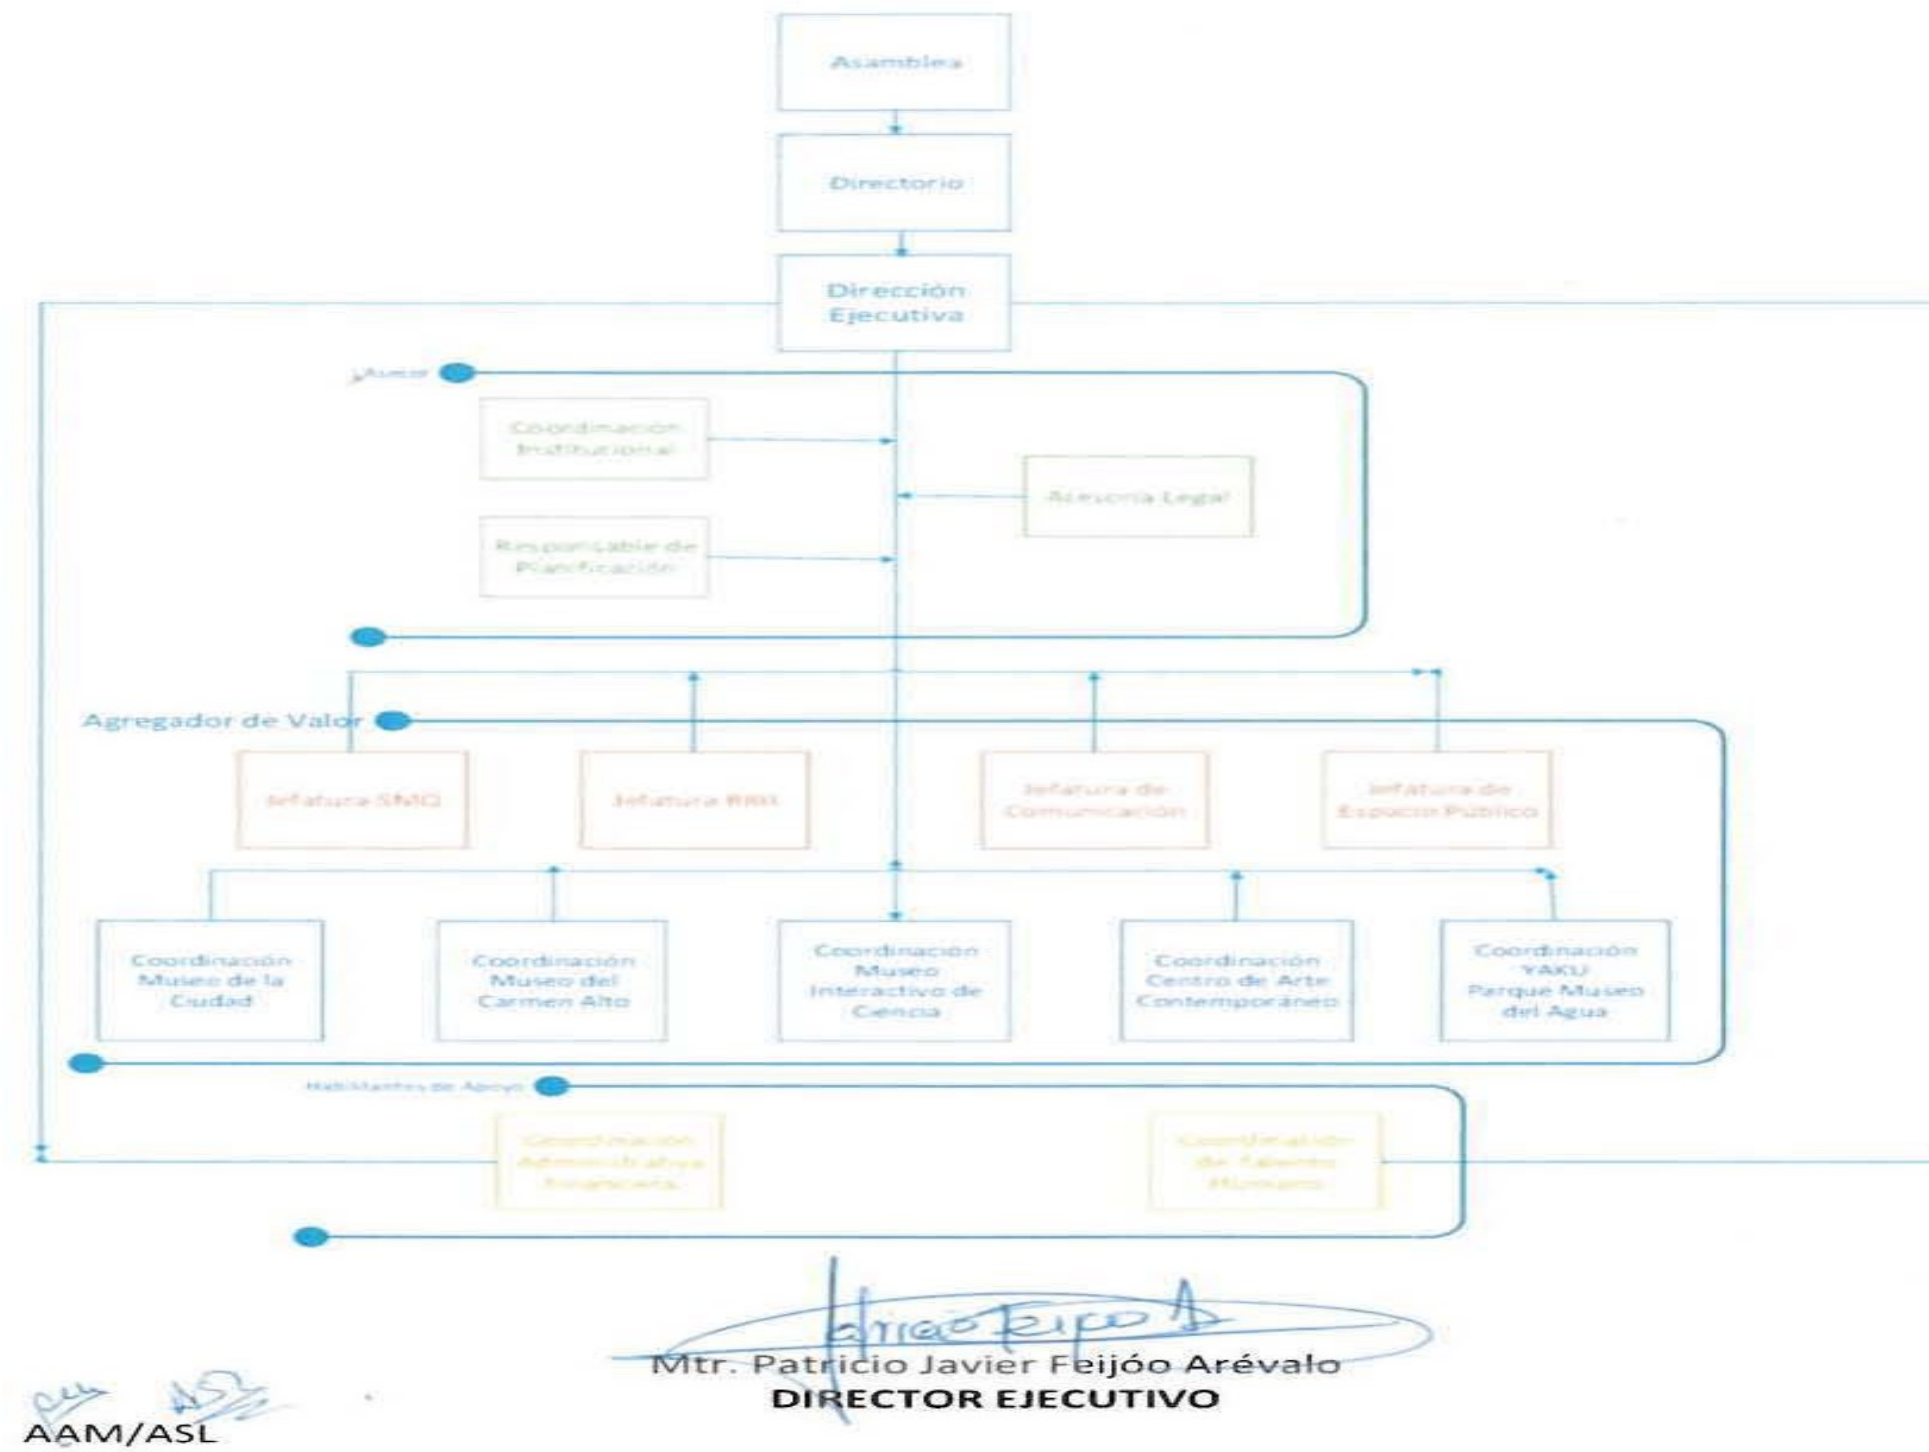 Asamblea
Directorio
Dirección
Ejecutiva
Asesor
Coordinación
Institucional
Asesoría Legal
Responsable de
Planificación
Agregador de Valor
Jefatura SMQ
Jefatura
Jefatura de
Comunicación
Jefatura de
Espacio Público
Coordinación
Museo de la
Ciudad
Coordinación
Museo del
Carmen Alto
Coordinación
Museo
Interactivo de
Ciencia
Coordinación
Centro de Arte
Contemporáneo
Coordinación
YAKU
Parque Museo
del Agua
Habilitantes de Apoyo
Coordinación
Administrativa
Financiera
Coordinación
de Talento
Humano
Mtr. Patricio Javier Feijóo Arévalo
DIRECTOR EJECUTIVO
AAM/ASL